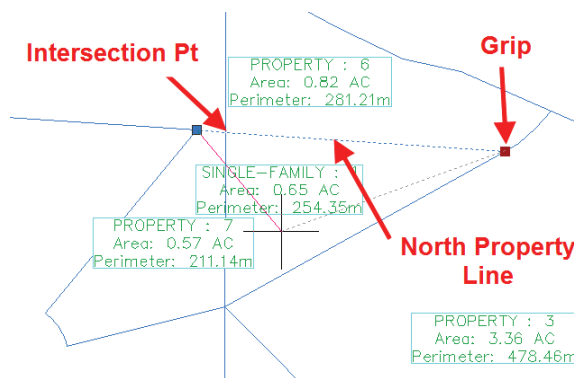 Intersection Pt
Grip
PROPERTY : 6
Area: 0.82 AC
Perimeter: 281.21m
SINGLE-FAMILY : 1
Area: 0.65 AC
Perimeter: 254.35m
PROPERTY : 7
Area: 0.57 AC
Perimeter: 211.14m
North Property
Line
PROPERTY : 3
Area: 3.36 AC
Perimeter: 478.46m